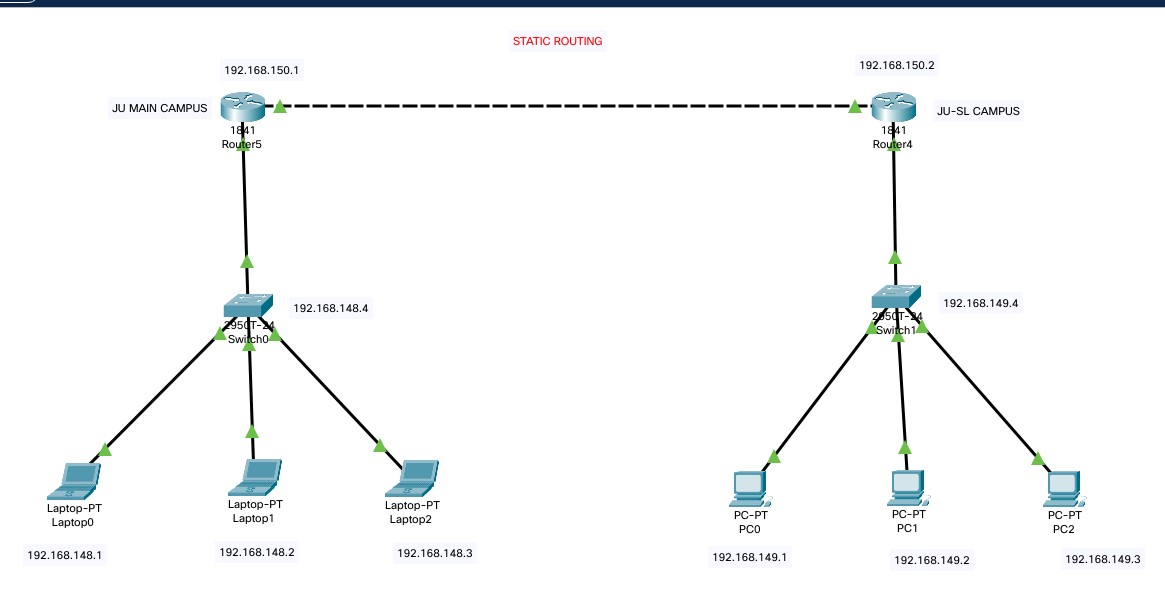 STATIC ROUTING
192.168.150.1
192.168.150.2
JU MAIN CAMPUS
JU-SL CAMPUS
1841
Router5
1841
Router4
192.168.148.4
192.168.149.4
2950T-24
Switch0
2950T-24
Switch1
Laptop-PT
Laptop0
Laptop-PT
Laptop1
Laptop-PT
Laptop2
PC-PT
PC0
PC-PT
PC1
PC-PT
PC2
192.168.148.1
192.168.148.2
192.168.148.3
192.168.149.1
192.168.149.2
192.168.149.3